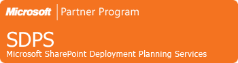 Microsoft Partner Program
SDPS
Microsoft SharePoint Deployment Planning Services